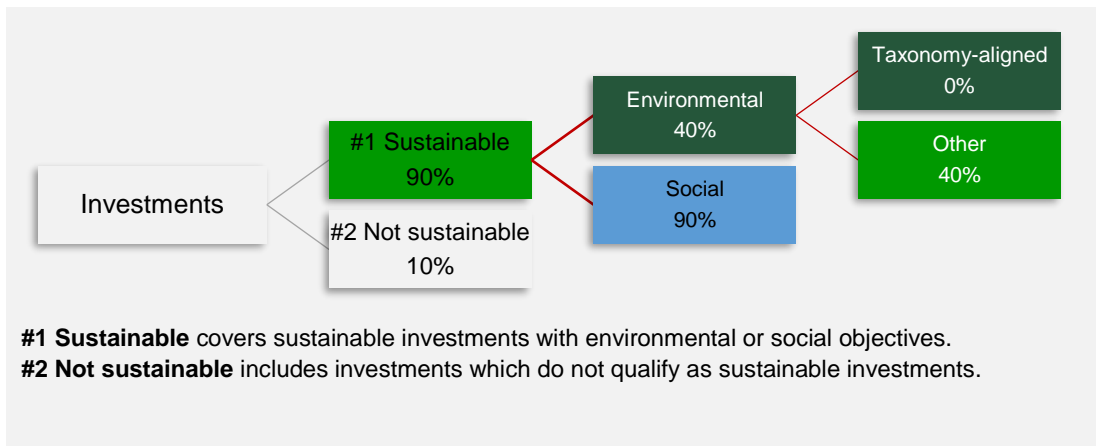 Investments
#1 Sustainable
90%
#2 Not sustainable
10%
Environmental
40%
Social
90%
Taxonomy-aligned
0%
Other
40%
#1 Sustainable covers sustainable investments with environmental or social objectives.
#2 Not sustainable includes investments which do not qualify as sustainable investments.